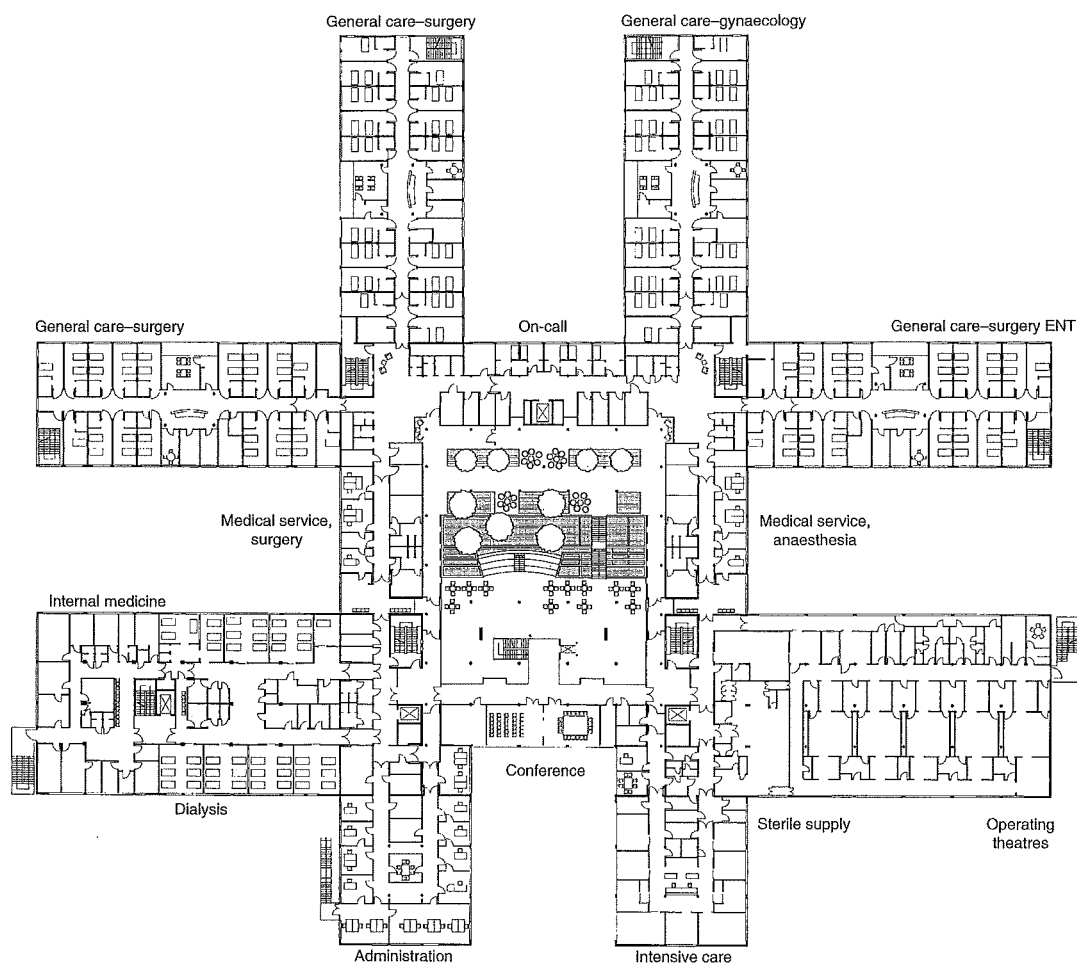 General care–surgery
General care–gynaecology
General care–surgery
On-call
General care–surgery ENT
Medical service,
surgery
Medical service,
anaesthesia
Internal medicine
Conference
Dialysis
Sterile supply
Operating
theatres
Administration
Intensive care